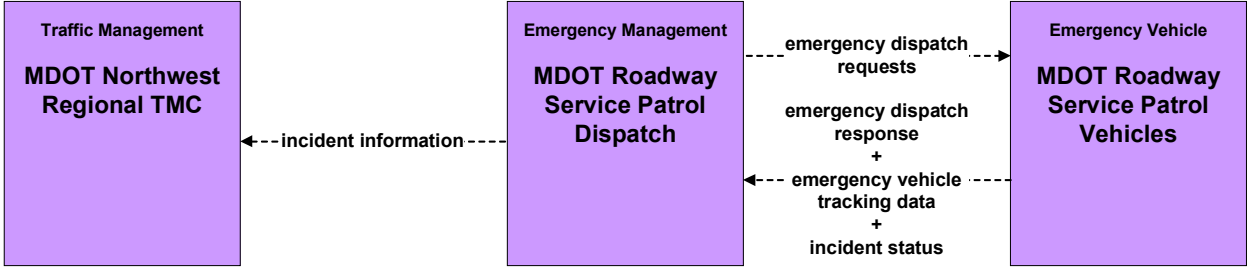 Traffic Management
MDOT Northwest
Regional TMC
incident information
Emergency Management
MDOT Roadway
Service Patrol
Dispatch
emergency dispatch
requests
emergency dispatch
response
+
emergency vehicle
tracking data
+
incident status
Emergency Vehicle
MDOT Roadway
Service Patrol
Vehicles